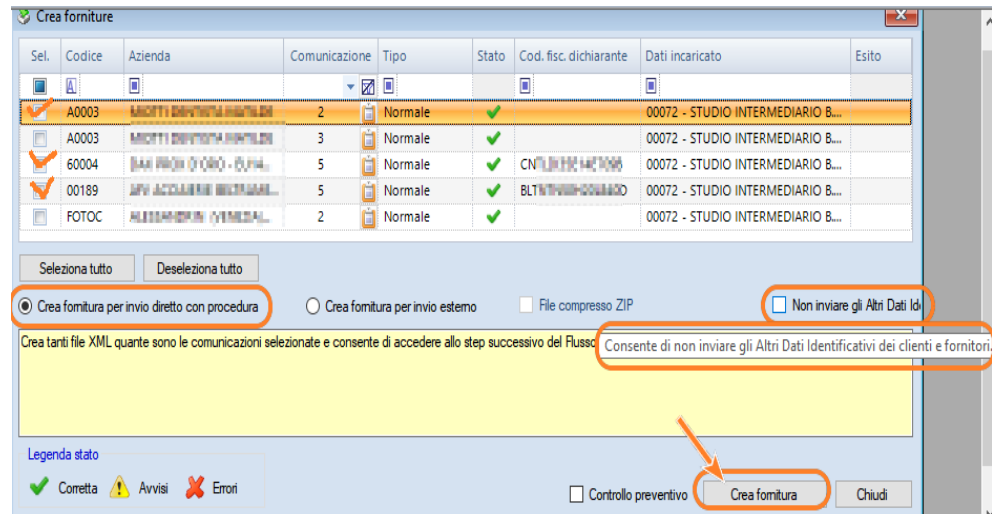 Crea forniture
Sel. Codice Azienda Comunicazione Tipo Stato Cod. fisc. dichiarante Dati incaricato Esito
A0003 2 Normale 00072 - STUDIO INTERMEDIARIO B....
A0003 3 Normale 00072 - STUDIO INTERMEDIARIO B....
60004 5 Normale 00072 - STUDIO INTERMEDIARIO B....
00189 5 Normale 00072 - STUDIO INTERMEDIARIO B....
FOTOC 2 Normale 00072 - STUDIO INTERMEDIARIO B....
Seleziona tutto Deseleziona tutto
Crea fornitura per invio diretto con procedura Crea fornitura per invio esterno File compresso ZIP Non inviare gli Altri Dati Ide
Crea tanti file XML quante sono le comunicazioni selezionate e consente di accedere allo step successivo del Flusso
Consente di non inviare gli Altri Dati Identificativi dei clienti e fornitori.
Legenda stato
Corretta Avvisi Errori
Controllo preventivo Crea fornitura Chiudi